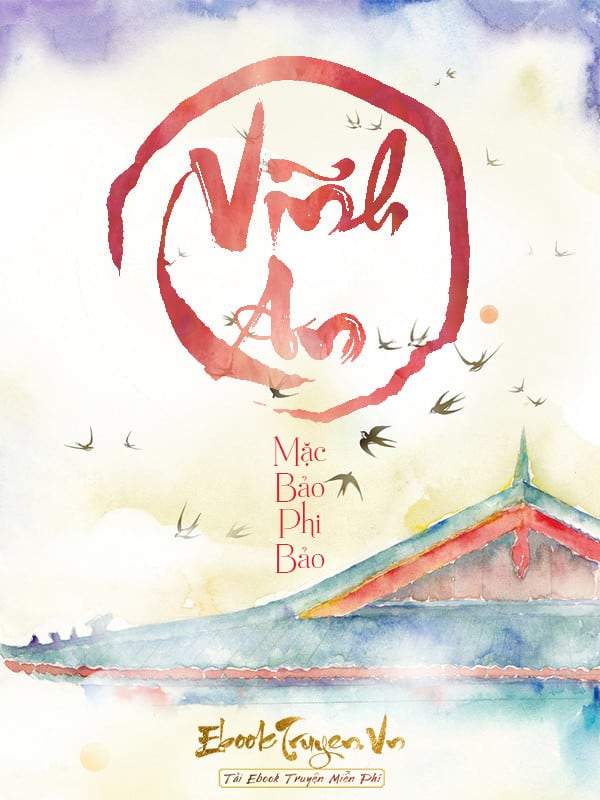 Vĩnh
An
Mặc
Bảo
Phi
Bảo
Ebook Truyen Vn
Tải Ebook Truyện Miễn Phí